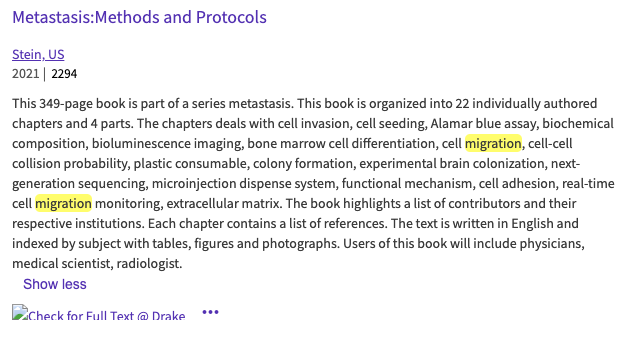 Metastasis:Methods and Protocols
Stein, US
2021 | 2294
This 349-page book is part of a series metastasis. This book is organized into 22 individually authored
chapters and 4 parts. The chapters deals with cell invasion, cell seeding, Alamar blue assay, biochemical
composition, bioluminescence imaging, bone marrow cell differentiation, cell migration, cell-cell
collision probability, plastic consumable, colony formation, experimental brain colonization, next-
generation sequencing, microinjection dispense system, functional mechanism, cell adhesion, real-time
cell migration monitoring, extracellular matrix. The book highlights a list of contributors and their
respective institutions. Each chapter contains a list of references. The text is written in English and
indexed by subject with tables, figures and photographs. Users of this book will include physicians,
medical scientist, radiologist.
Show less
Check for Full Text @ Drake •••